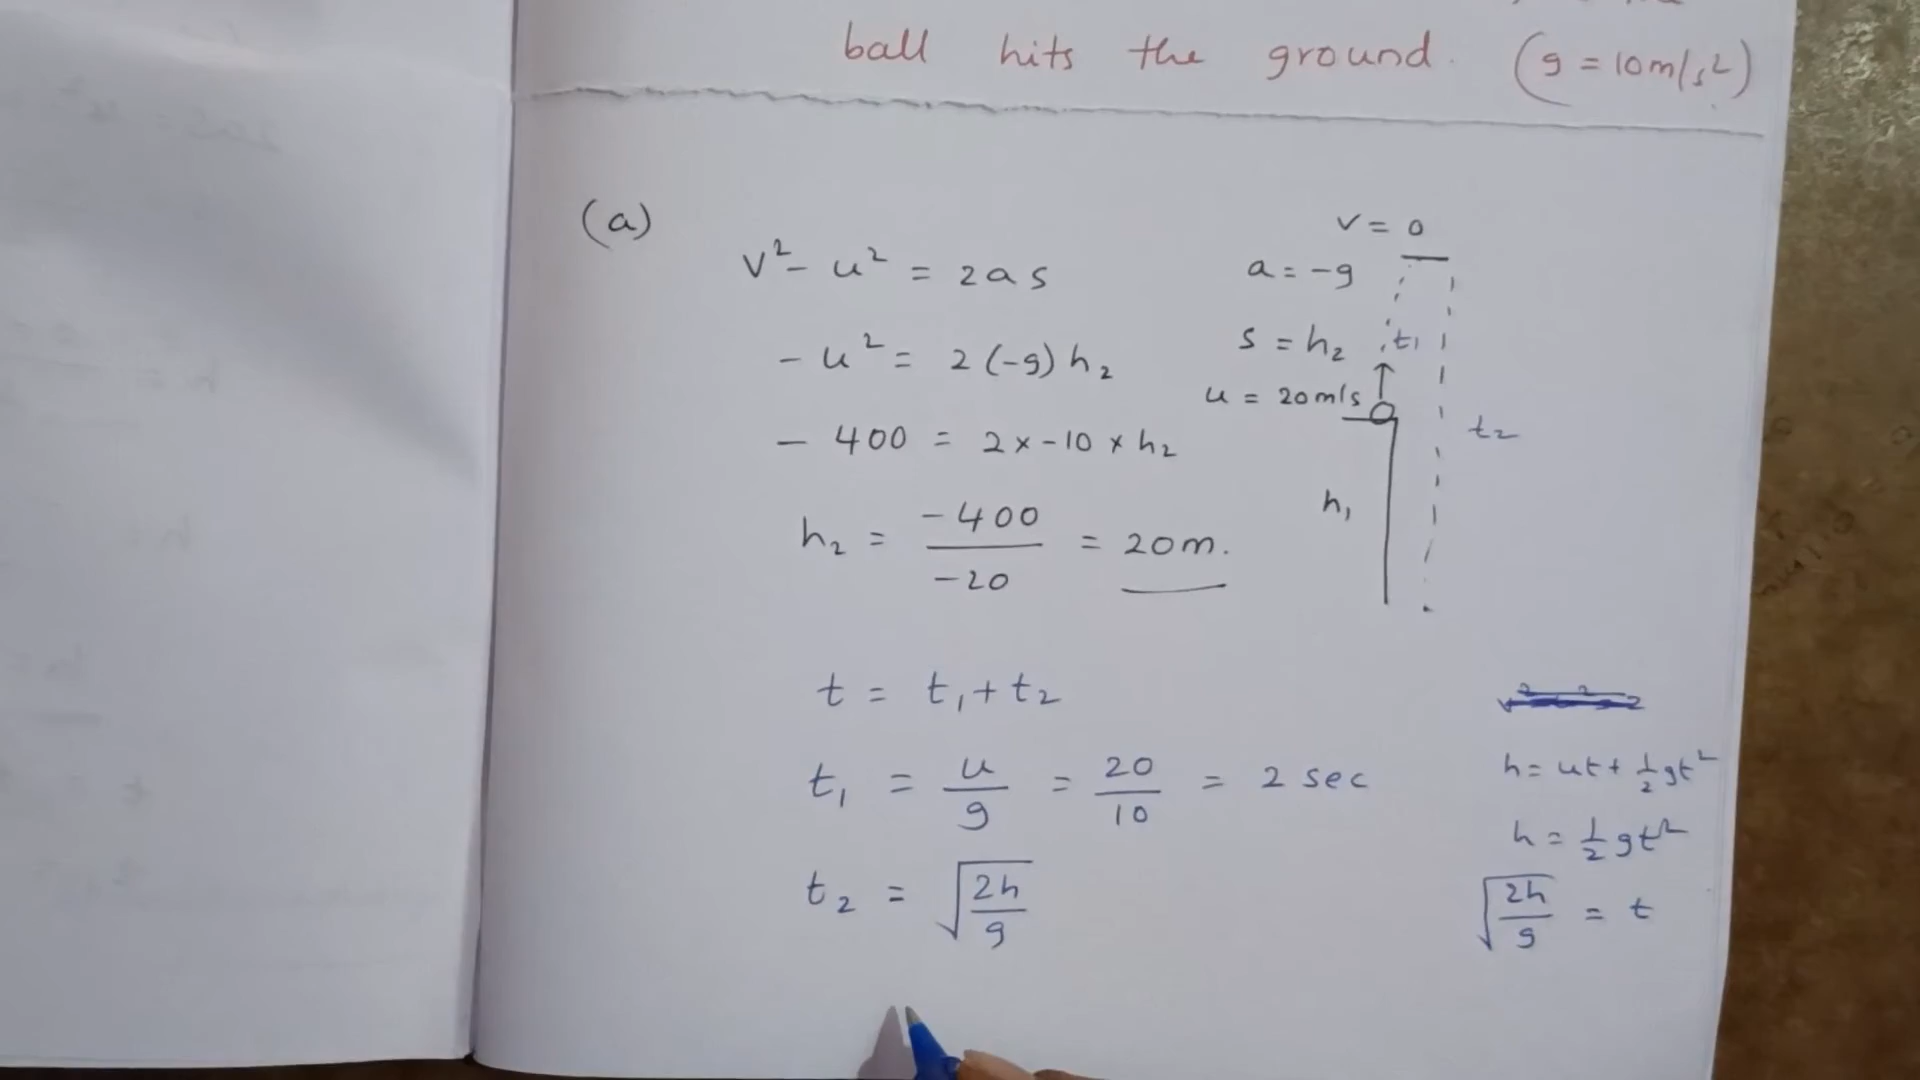 ball hits the ground. (g = 10m/s²)
(a)
v² - u² = 2as
- u² = 2(-g)h₂
- 400 = 2 x -10 x h₂
h₂ = -400/-20 = 20m.
v = 0
a = -g
s = h₂ t₁
u = 20m/s
t₂
h₁
t = t₁ + t₂
t₁ = u/g = 20/10 = 2 sec
t₂ = √(2h/g)
h = ut + ½gt²
h = ½gt²
√(2h/g) = t